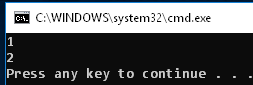 C:\WINDOWS\system32\cmd.exe
1
2
Press any key to continue . . .